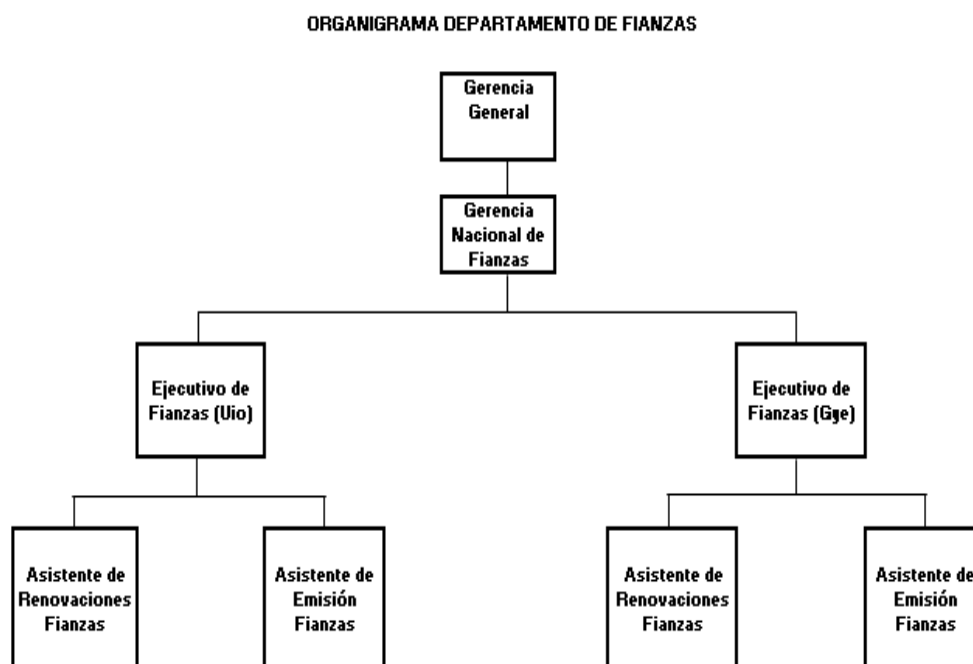 ORGANIGRAMA DEPARTAMENTO DE FIANZAS
Gerencia
General
Gerencia
Nacional de
Fianzas
Ejecutivo de
Fianzas (Uio)
Ejecutivo de
Fianzas (Gye)
Asistente de
Renovaciones
Fianzas
Asistente de
Emisión
Fianzas
Asistente de
Renovaciones
Fianzas
Asistente de
Emisión
Fianzas